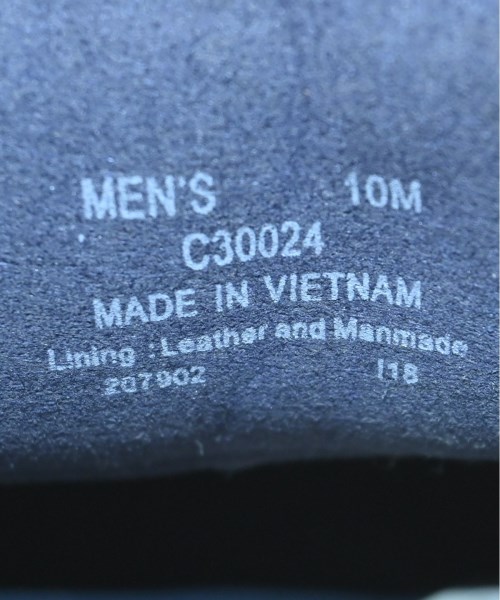 MEN'S 10M
C30024
MADE IN VIETNAM
Lining : Leather and Manmade
207902 I18